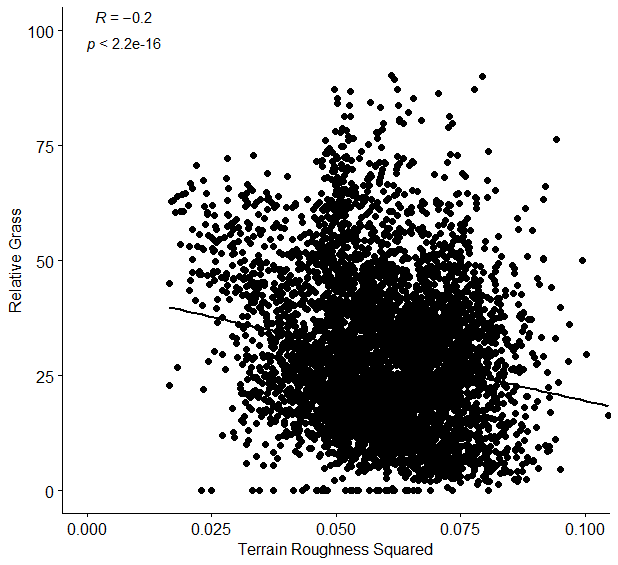 R = −0.2
p < 2.2e-16
100
75
50
25
0
Relative Grass
0.000 0.025 0.050 0.075 0.100
Terrain Roughness Squared